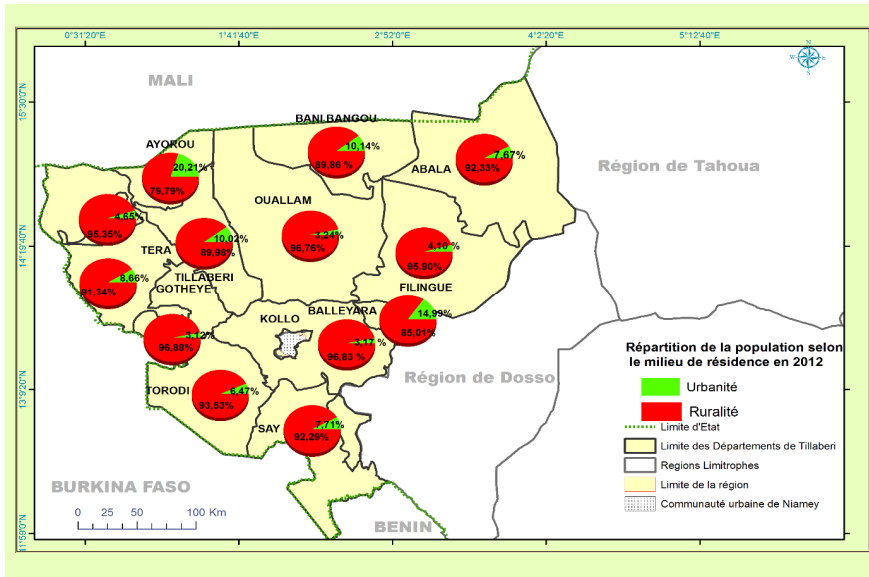 0°31'20"E 1°41'40"E 2°52'0"E 4°2'20"E 5°12'40"E
N
W E
S
15°30'0"N
14°19'40"N
13°9'20"N
11°59'0"N
MALI
BANI BANGOU
10,14%
89,86 %
AYOROU
20,21%
79,79%
ABALA
7,67%
92,33%
Région de Tahoua
OUALLAM
3,24%
96,76%
4,65%
95,35%
TERA
10,02%
89,98%
4,10 %
95,90%
8,66%
91,34%
TILLABERI
GOTHEYE
FILINGUE
14,99%
85,01%
KOLLO
BALLEYARA
3,12%
96,88%
3,17 %
96,83 %
Région de Dosso
TORODI
6,47%
93,53%
SAY
7,71%
92,29%
BURKINA FASO
BENIN
0 25 50 100 Km
Répartition de la population selon
le milieu de résidence en 2012
Urbanité
Ruralité
Limite d'Etat
Limite des Départements de Tillaberi
Regions Limitrophes
Limite de la région
Communauté urbaine de Niamey